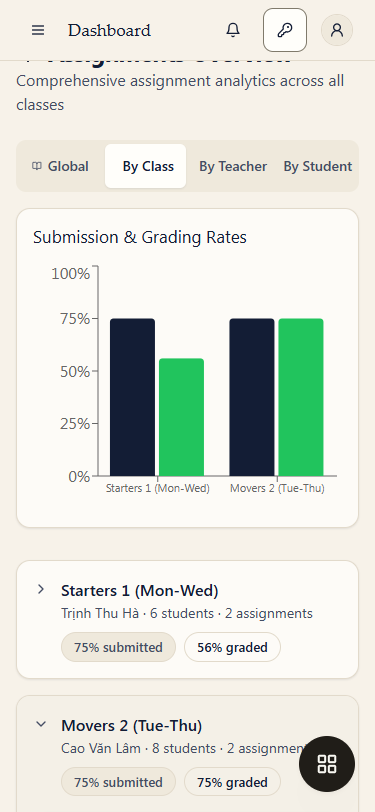 Dashboard
Assignments Overview
Comprehensive assignment analytics across all
classes
Global
By Class
By Teacher
By Student
Submission & Grading Rates
100%
75%
50%
25%
0%
Starters 1 (Mon-Wed)
Movers 2 (Tue-Thu)
Starters 1 (Mon-Wed)
Trịnh Thu Hà · 6 students · 2 assignments
75% submitted
56% graded
Movers 2 (Tue-Thu)
Cao Văn Lâm · 8 students · 2 assignmen
75% submitted
75% graded